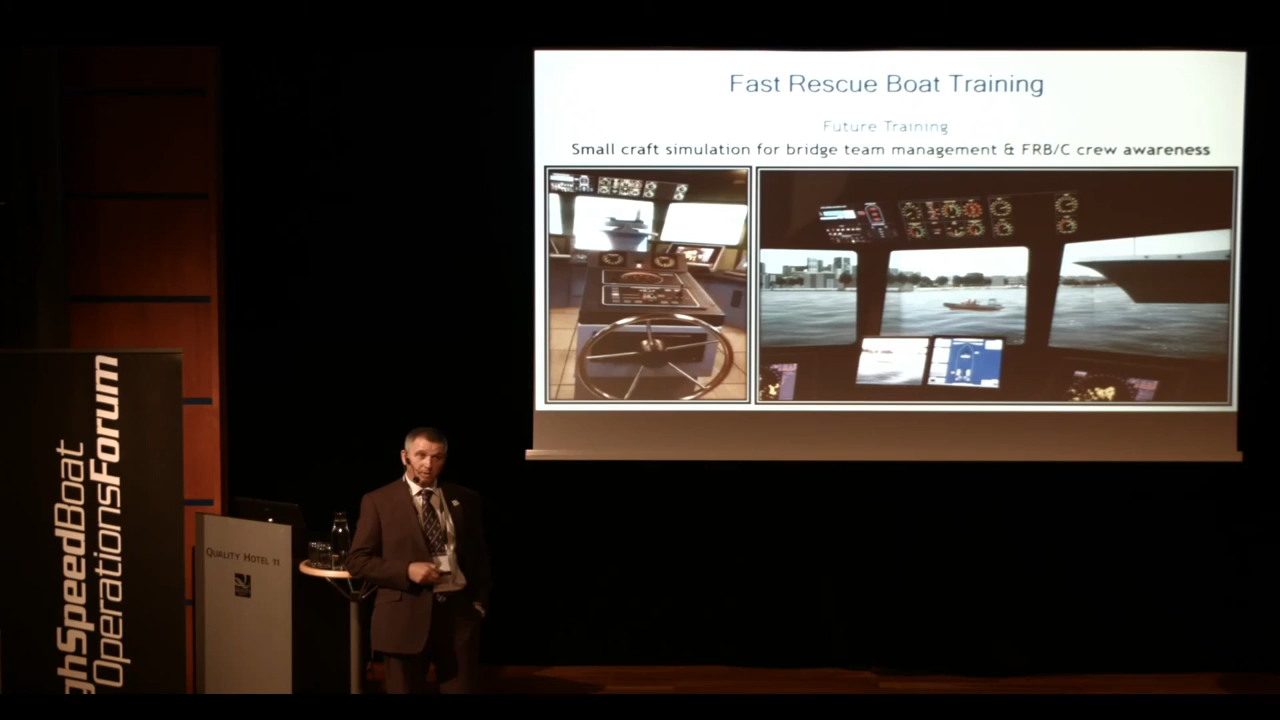 Fast Rescue Boat Training
Future Training
Small craft simulation for bridge team management & FRB/C crew awareness
ghSpeedBoat
OperationsForum
QUALITY HOTEL 11